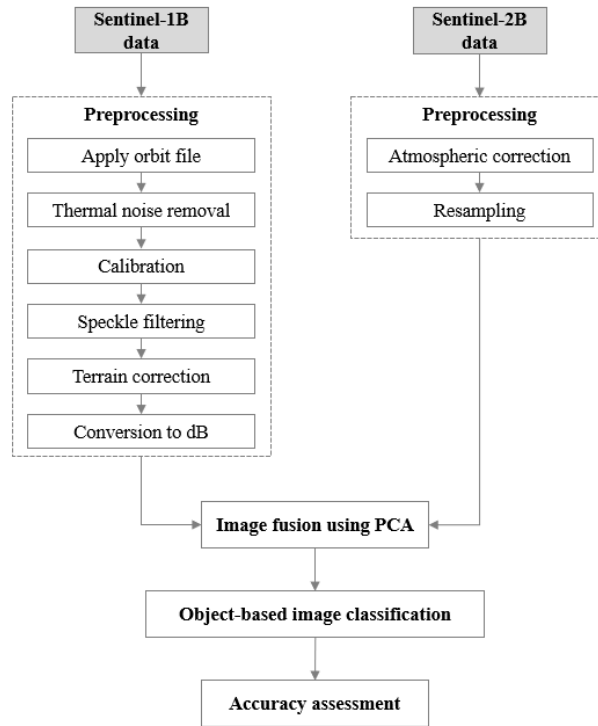 Sentinel-1B
data
Preprocessing
Apply orbit file
Thermal noise removal
Calibration
Speckle filtering
Terrain correction
Conversion to dB
Sentinel-2B
data
Preprocessing
Atmospheric correction
Resampling
Image fusion using PCA
Object-based image classification
Accuracy assessment